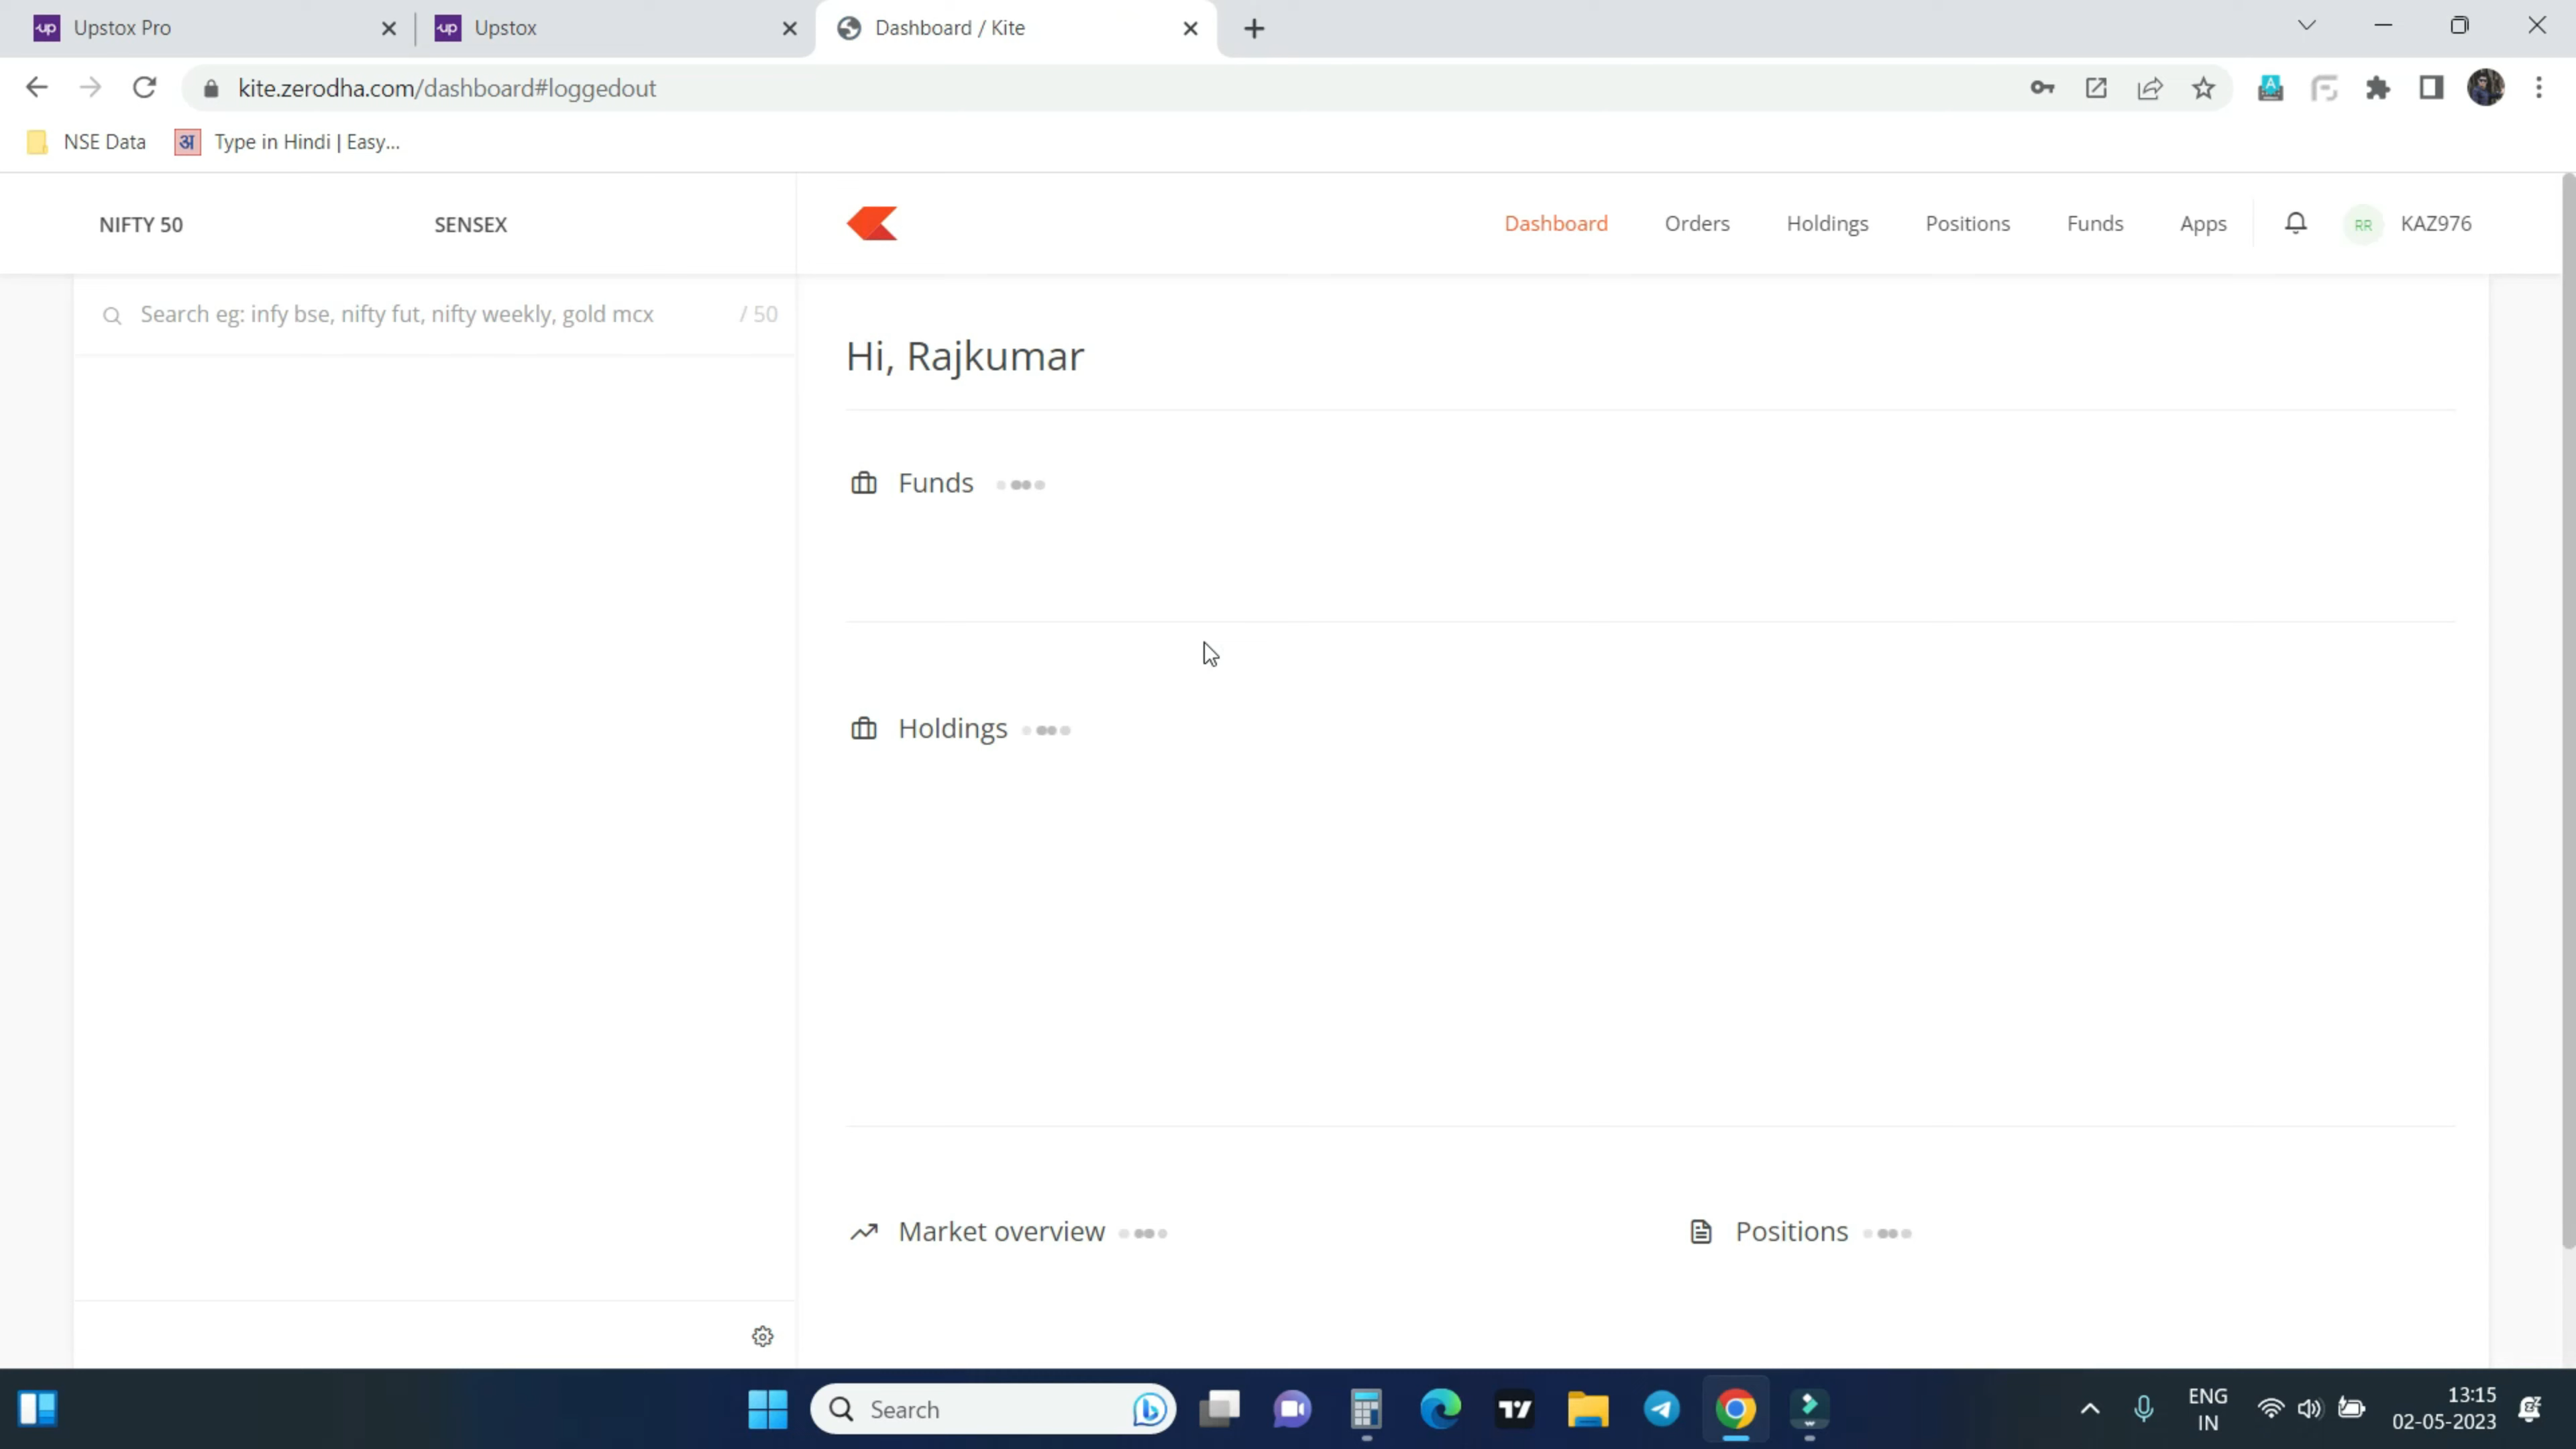 Upstox Pro
Upstox
Dashboard / Kite
kite.zerodha.com/dashboard#loggedout
NSE Data
Type in Hindi | Easy...
NIFTY 50
SENSEX
Dashboard
Orders
Holdings
Positions
Funds
Apps
RR
KAZ976
Search eg: infy bse, nifty fut, nifty weekly, gold mcx
/ 50
Hi, Rajkumar
Funds
Holdings
Market overview
Positions
Search
ENG
IN
13:15
02-05-2023